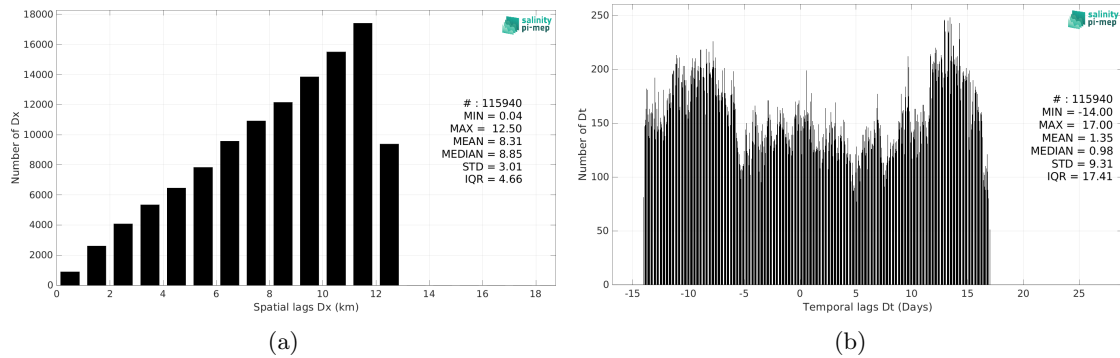 18000
16000
14000
12000
10000
8000
6000
4000
2000
0
Number of Dx
0 2 4 6 8 10 12 14 16 18
Spatial lags Dx (km)
salinity
pi-mep
# : 115940
MIN = 0.04
MAX = 12.50
MEAN = 8.31
MEDIAN = 8.85
STD = 3.01
IQR = 4.66
(a)
250
200
150
100
50
0
Number of Dt
-15 -10 -5 0 5 10 15 20 25
Temporal lags Dt (Days)
salinity
pi-mep
# : 115940
MIN = -14.00
MAX = 17.00
MEAN = 1.35
MEDIAN = 0.98
STD = 9.31
IQR = 17.41
(b)